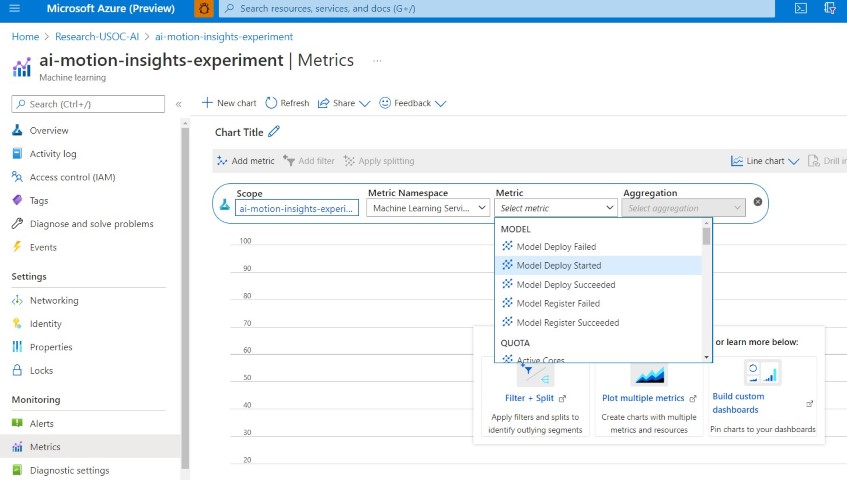 Microsoft Azure (Preview)
Search resources, services, and docs (G+/)
Home > Research-USOC-AI > ai-motion-insights-experiment
ai-motion-insights-experiment | Metrics ...
Machine learning
Search (Ctrl+/)
«
New chart
Refresh
Share
Feedback
Overview
Activity log
Access control (IAM)
Tags
Diagnose and solve problems
Events
Settings
Networking
Identity
Properties
Locks
Monitoring
Alerts
Metrics
Diagnostic settings
Chart Title
Add metric
Add filter
Apply splitting
Line chart
Drill in
Scope
ai-motion-insights-experi...
Metric Namespace
Machine Learning Servi...
Metric
Select metric
Aggregation
Select aggregation
MODEL
Model Deploy Failed
Model Deploy Started
Model Deploy Succeeded
Model Register Failed
Model Register Succeeded
QUOTA
Active Cores
100
90
80
70
60
50
40
30
20
or learn more below:
Filter + Split
Apply filters and splits to
identify outlying segments
Plot multiple metrics
Create charts with multiple
metrics and resources
Build custom
dashboards
Pin charts to your dashboards